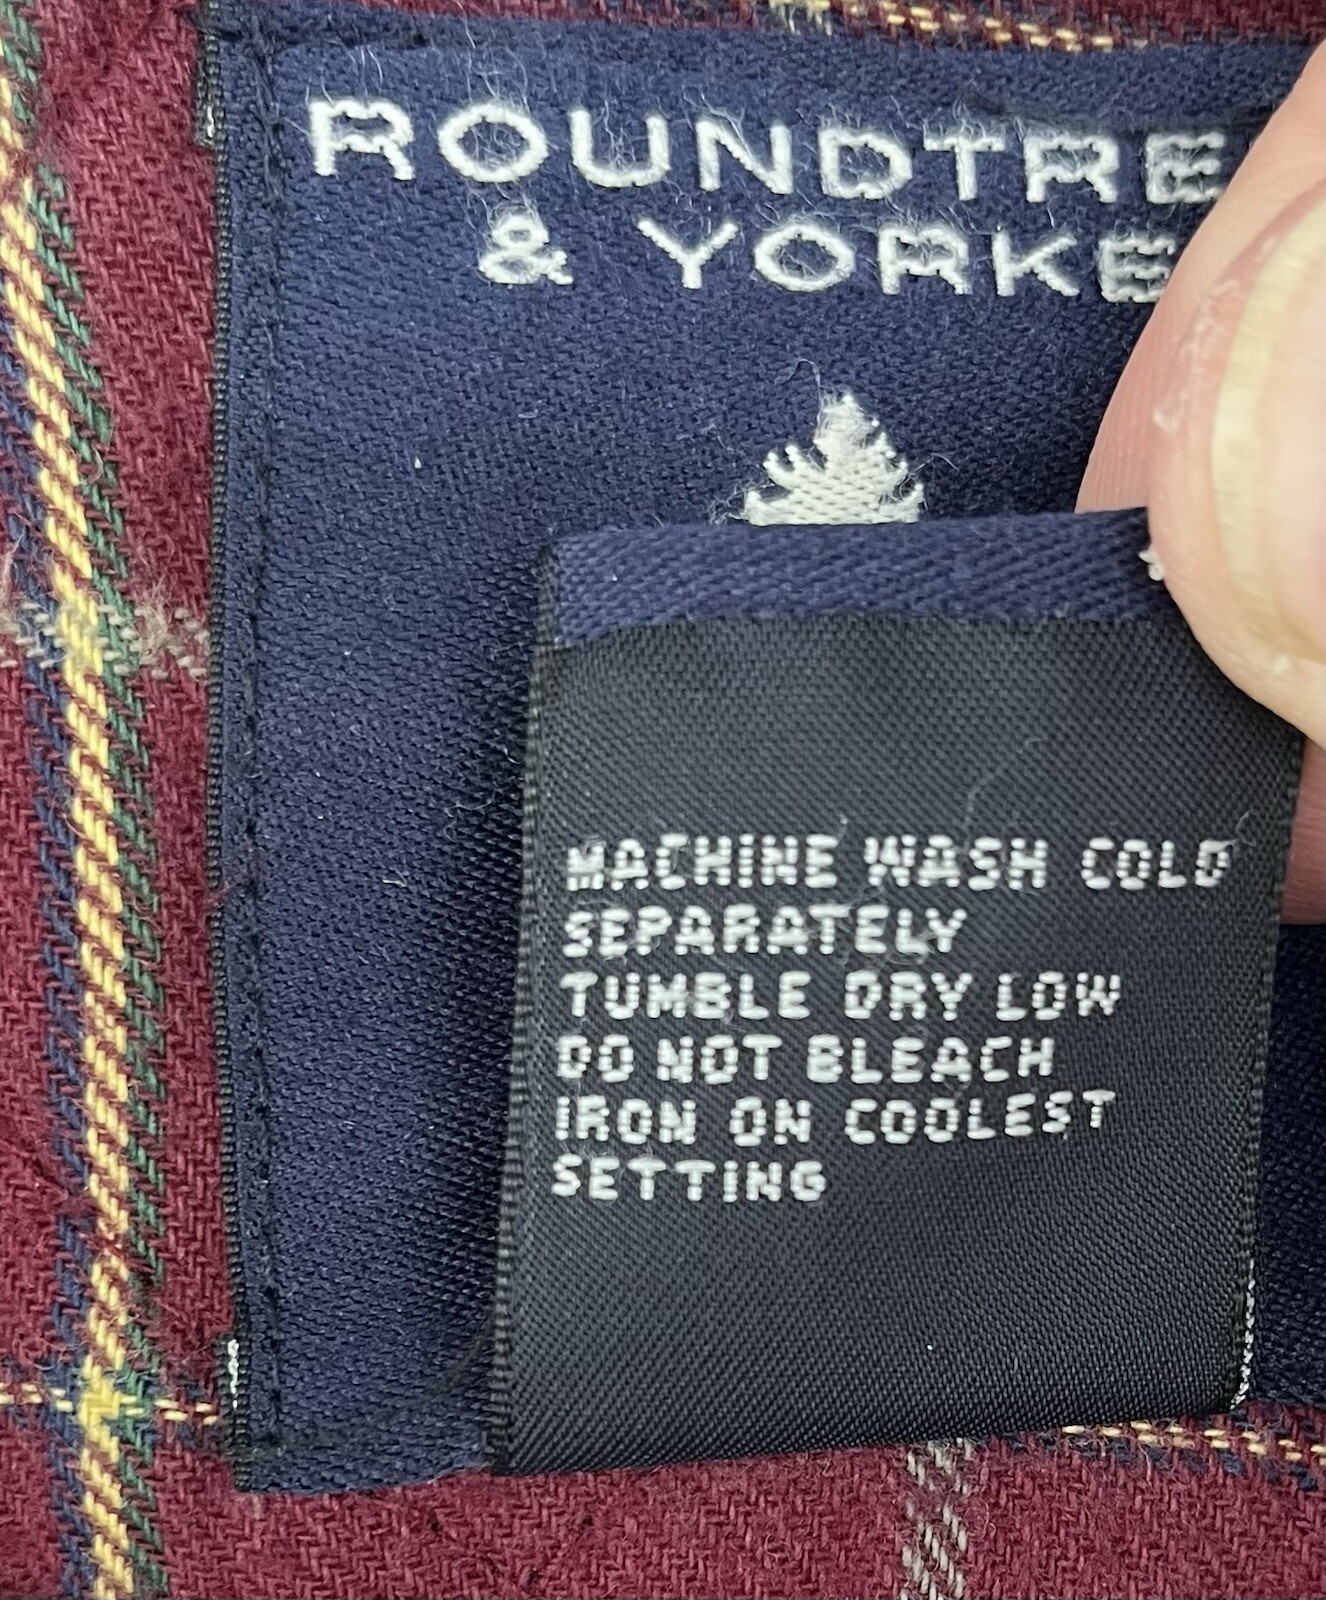 ROUNDTRE
& YORKE
MACHINE WASH COLD
SEPARATELY
TUMBLE DRY LOW
DO NOT BLEACH
IRON ON COOLEST
SETTING